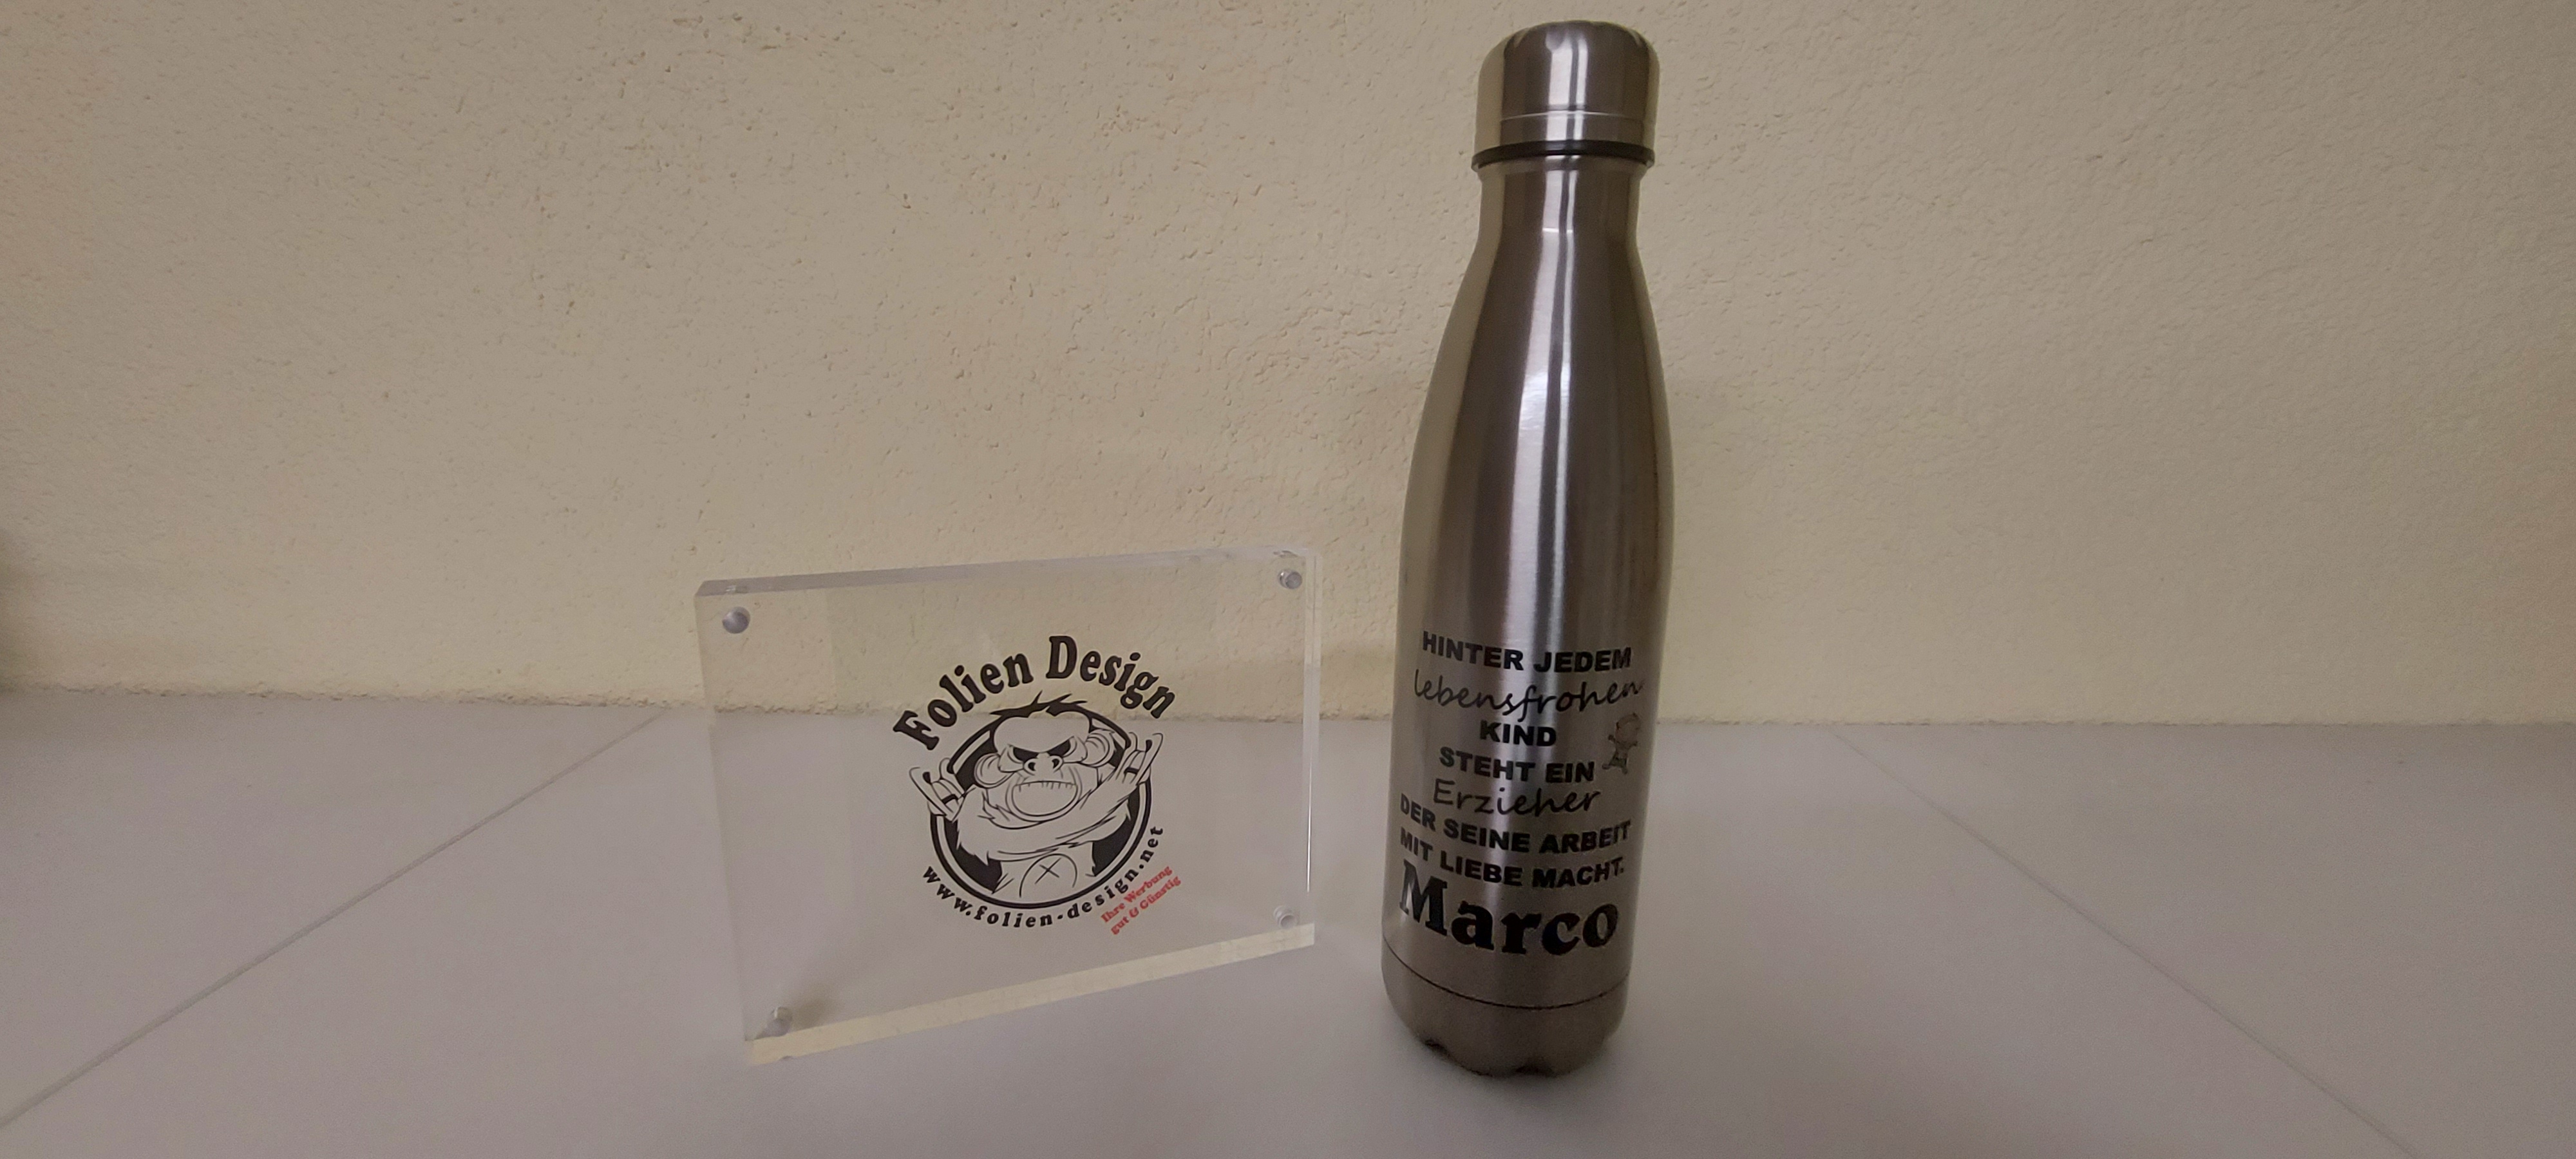 Folien Design
www.folien-design.net
Ihre Werbung
gut & Günstig
HINTER JEDEM
lebensfrohen
KIND
STEHT EIN
Erzieher
DER SEINE ARBEIT
MIT LIEBE MACHT.
Marco